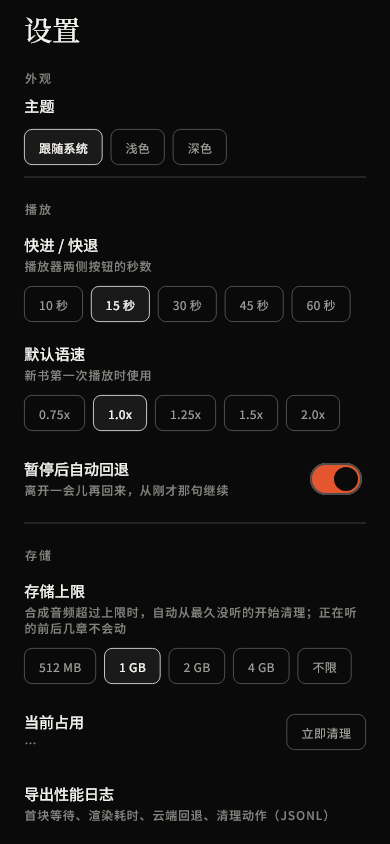 设置
外观
主题
跟随系统 浅色 深色
播放
快进 / 快退
播放器两侧按钮的秒数
10 秒 15 秒 30 秒 45 秒 60 秒
默认语速
新书第一次播放时使用
0.75x 1.0x 1.25x 1.5x 2.0x
暂停后自动回退
离开一会儿再回来，从刚才那句继续
存储
存储上限
合成音频超过上限时，自动从最久没听的开始清理；正在听
的前后几章不会动
512 MB 1 GB 2 GB 4 GB 不限
当前占用
...
立即清理
导出性能日志
首块等待、渲染耗时、云端回退、清理动作（JSONL）